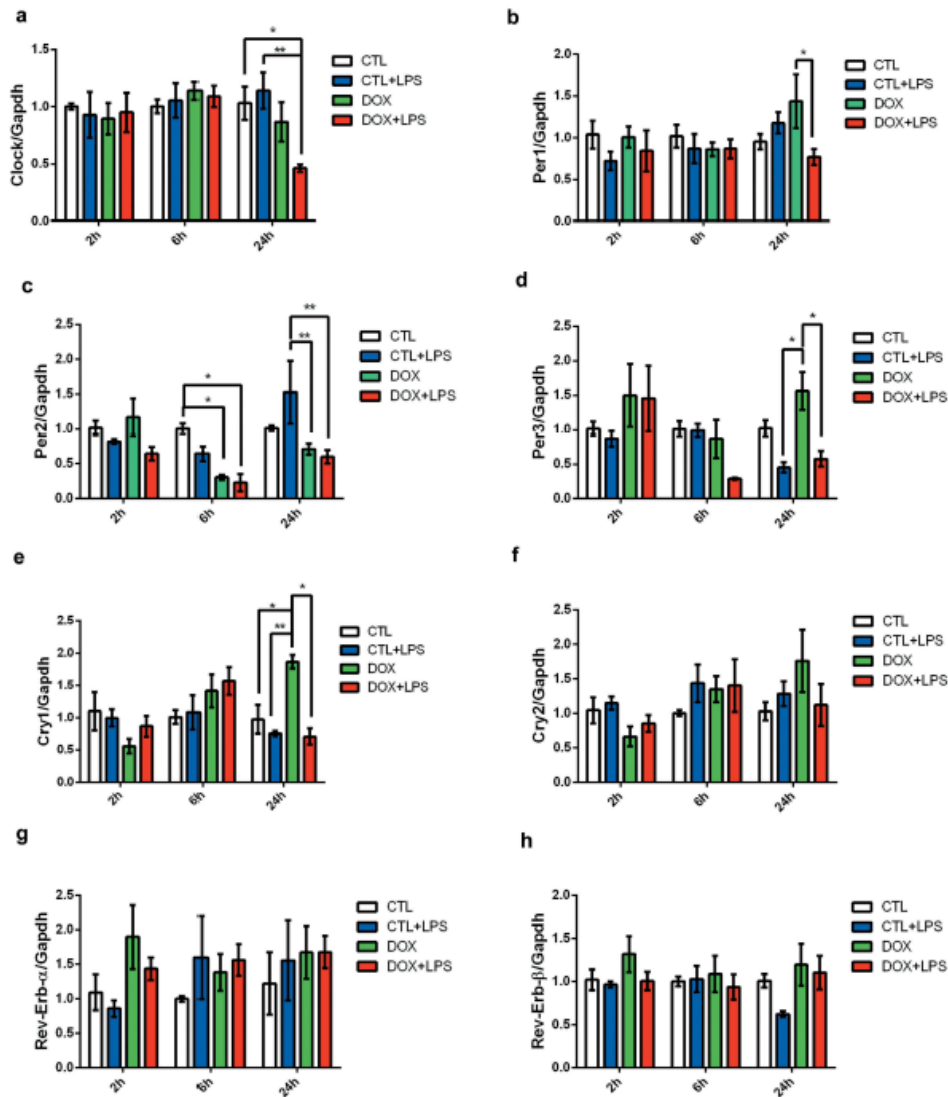 a
*
**
1.5
1.0
0.5
0.0
Clock/Gapdh
2h
6h
24h
CTL
CTL+LPS
DOX
DOX+LPS
b
*
2.0
1.5
1.0
0.5
0.0
Per1/Gapdh
2h
6h
24h
CTL
CTL+LPS
DOX
DOX+LPS
c
**
**
*
*
2.5
2.0
1.5
1.0
0.5
0.0
Per2/Gapdh
2h
6h
24h
CTL
CTL+LPS
DOX
DOX+LPS
d
*
*
2.5
2.0
1.5
1.0
0.5
0.0
Per3/Gapdh
2h
6h
24h
CTL
CTL+LPS
DOX
DOX+LPS
e
*
*
**
2.5
2.0
1.5
1.0
0.5
0.0
Cry1/Gapdh
2h
6h
24h
CTL
CTL+LPS
DOX
DOX+LPS
f
2.5
2.0
1.5
1.0
0.5
0.0
Cry2/Gapdh
2h
6h
24h
CTL
CTL+LPS
DOX
DOX+LPS
g
2.5
2.0
1.5
1.0
0.5
0.0
Rev-Erb-α/Gapdh
2h
6h
24h
CTL
CTL+LPS
DOX
DOX+LPS
h
2.0
1.5
1.0
0.5
0.0
Rev-Erb-β/Gapdh
2h
6h
24h
CTL
CTL+LPS
DOX
DOX+LPS